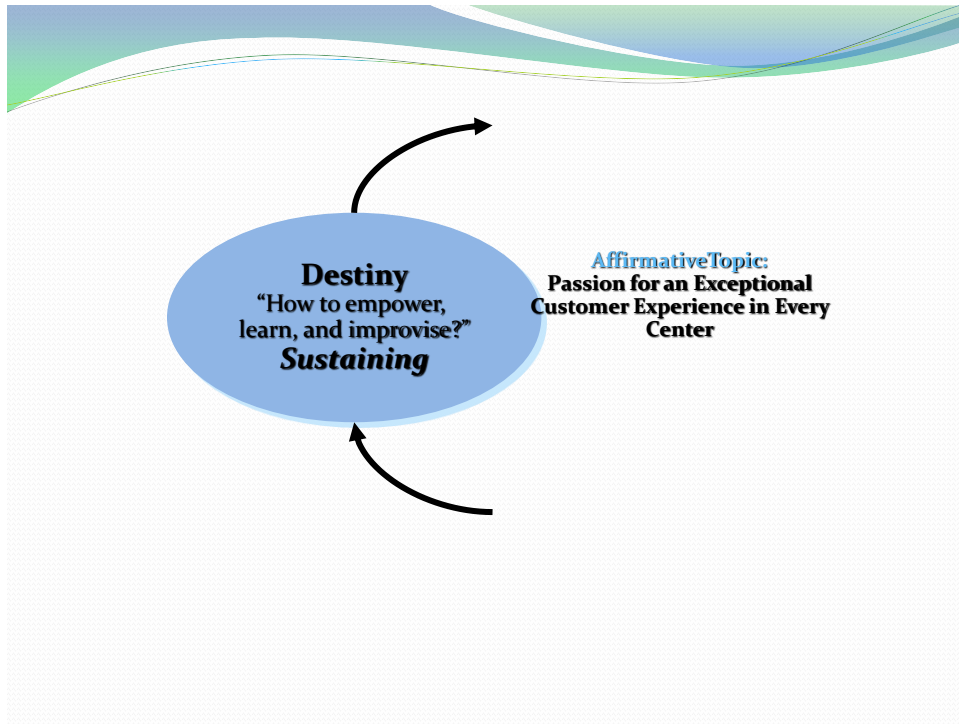 Destiny
“How to empower,
learn, and improvise?”
Sustaining
AffirmativeTopic:
Passion for an Exceptional
Customer Experience in Every
Center